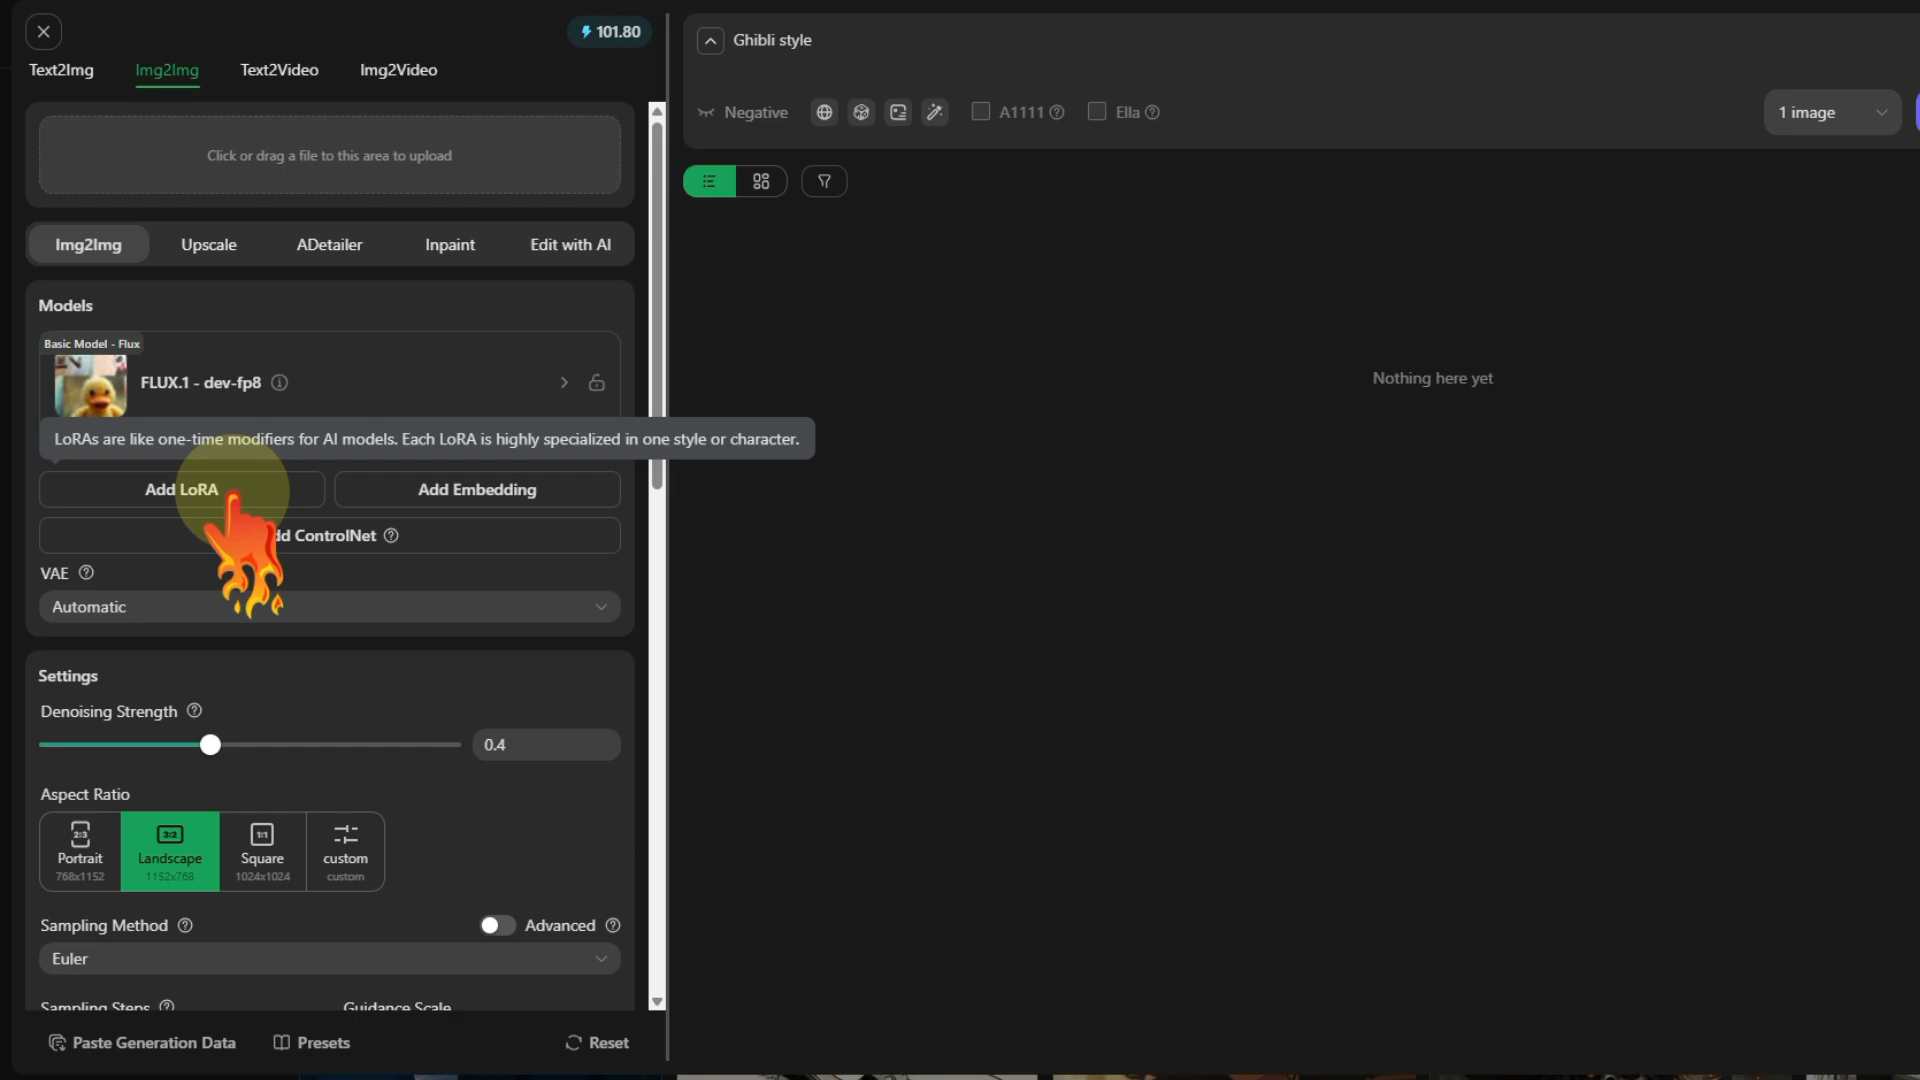 101.80
Text2Img
Img2Img
Text2Video
Img2Video
Click or drag a file to this area to upload
Img2Img
Upscale
ADetailer
Inpaint
Edit with AI
Models
Basic Model - Flux
FLUX.1 - dev-fp8
LoRAs are like one-time modifiers for AI models. Each LoRA is highly specialized in one style or character.
Add LoRA
Add Embedding
dd ControlNet
VAE
Automatic
Settings
Denoising Strength
0.4
Aspect Ratio
2:3
Portrait
768x1152
3:2
Landscape
1152x768
1:1
Square
1024x1024
custom
custom
Sampling Method
Advanced
Euler
Sampling Steps
Guidance Scale
Paste Generation Data
Presets
Reset
Ghibli style
Negative
A1111
Ella
1 image
Nothing here yet